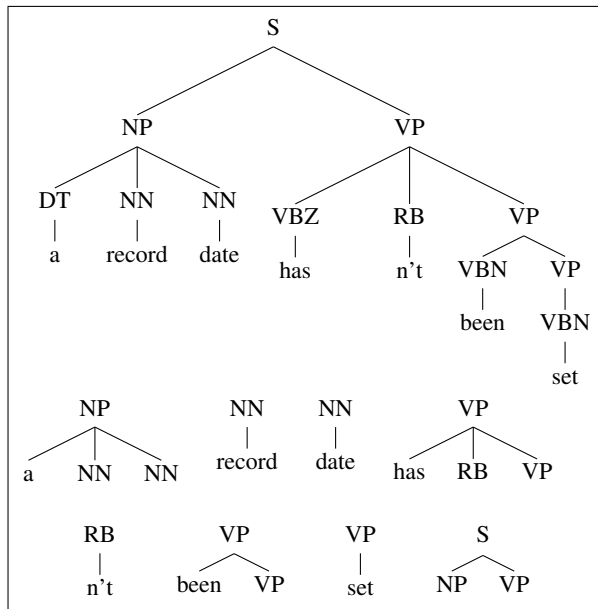 S
NP VP
DT NN NN VBZ RB VP
a record date has n't VBN VP
been VBN
set
NP NN NN VP
a NN NN record date has RB VP
RB VP VP S
n't been VP set NP VP